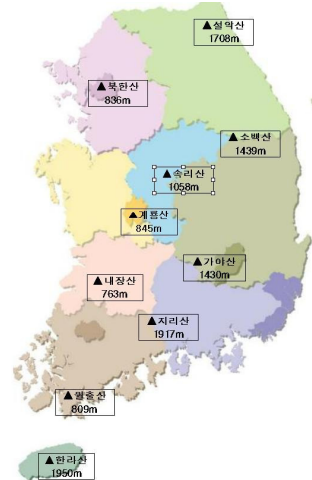 ▲설악산
1708m
▲북한산
836m
▲소백산
1439m
▲속리산
1058m
▲계룡산
845m
▲가야산
1430m
▲내장산
763m
▲지리산
1917m
▲월출산
809m
▲한라산
1950m